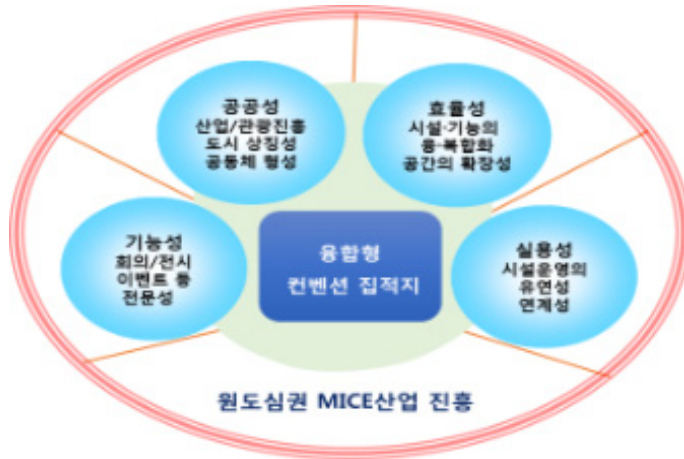 공공성
산업/관광진흥
도시 상징성
공동체 형성
효율성
시설·기능의
융·복합화
공간의 확장성
기능성
회의/전시
이벤트 등
전문성
융합형
컨벤션 집적지
실용성
시설운영의
유연성
연계성
원도심권 MICE산업 진흥